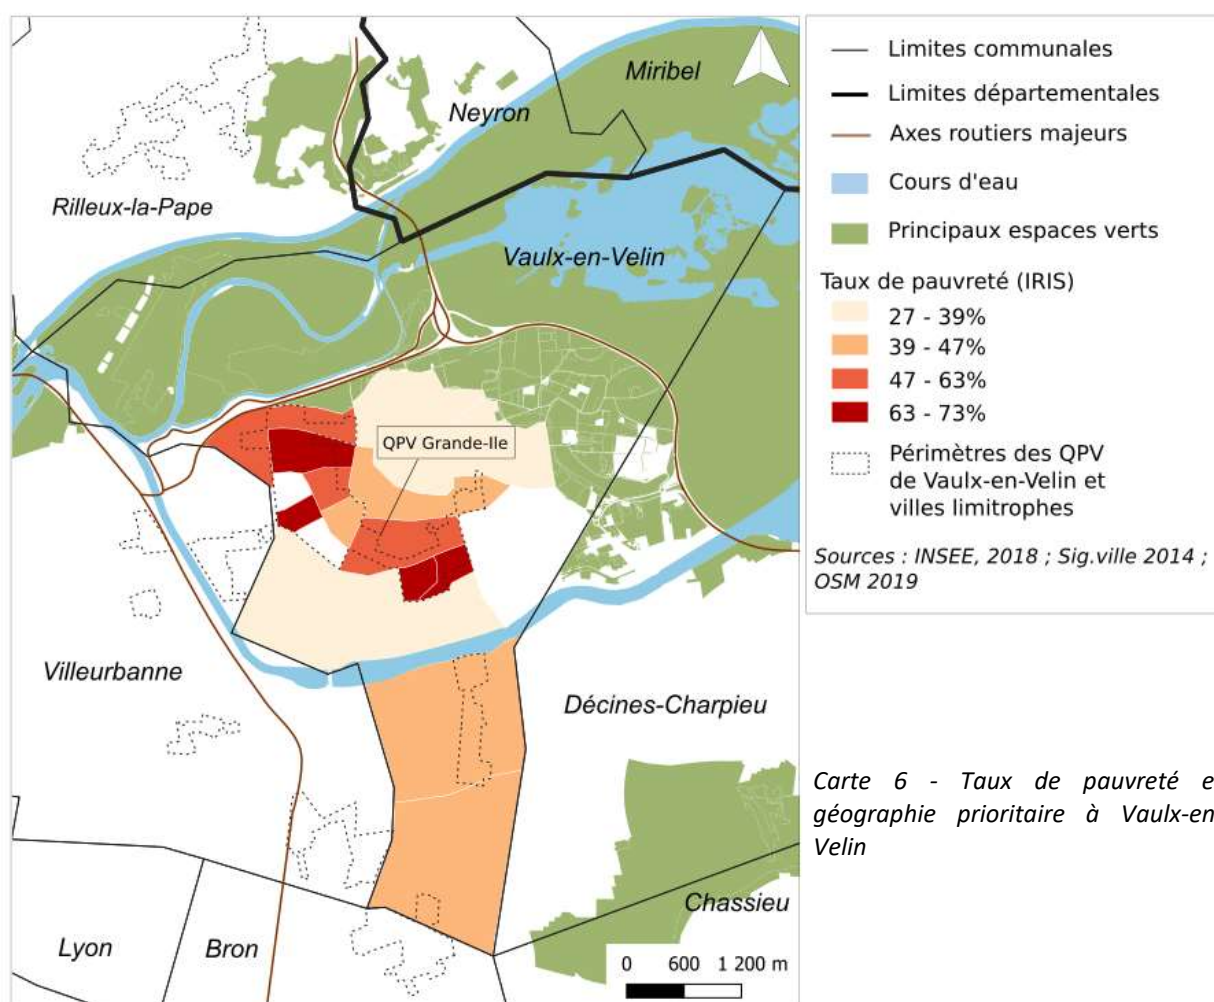 Miribel
Neyron
Rilleux-la-Pape
Vaulx-en-Velin
QPV Grande-Ile
Villeurbanne
Décines-Charpieu
Chassieu
Lyon
Bron
0 600 1 200 m
Limites communales
Limites départementales
Axes routiers majeurs
Cours d'eau
Principaux espaces verts
Taux de pauvreté (IRIS)
27 - 39%
39 - 47%
47 - 63%
63 - 73%
Périmètres des QPV
de Vaulx-en-Velin et
villes limitrophes
Sources : INSEE, 2018 ; Sig.ville 2014 ;
OSM 2019
Carte 6 - Taux de pauvreté e
géographie prioritaire à Vaulx-en
Velin